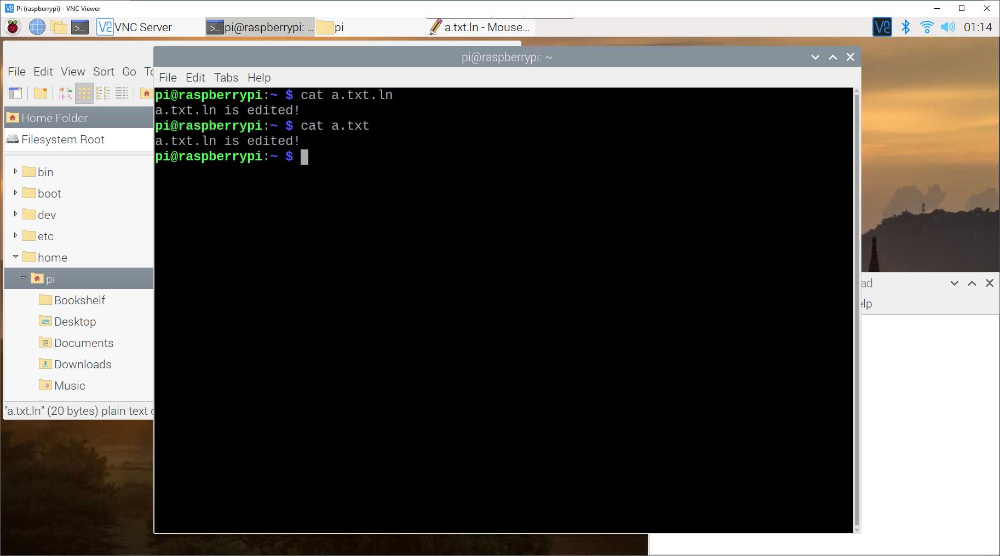 Pi (raspberrypi) - VNC Viewer
VNC Server
pi@raspberrypi: ...
pi
a.txt.ln - Mouse...
01:14
File Edit View Sort Go
Home Folder
Filesystem Root
bin
boot
dev
etc
home
pi
Bookshelf
Desktop
Documents
Downloads
Music
"a.txt.ln" (20 bytes) plain text
pi@raspberrypi: ~
File Edit Tabs Help
pi@raspberrypi:~ $ cat a.txt.ln
a.txt.ln is edited!
pi@raspberrypi:~ $ cat a.txt
a.txt.ln is edited!
pi@raspberrypi:~ $
ad
elp